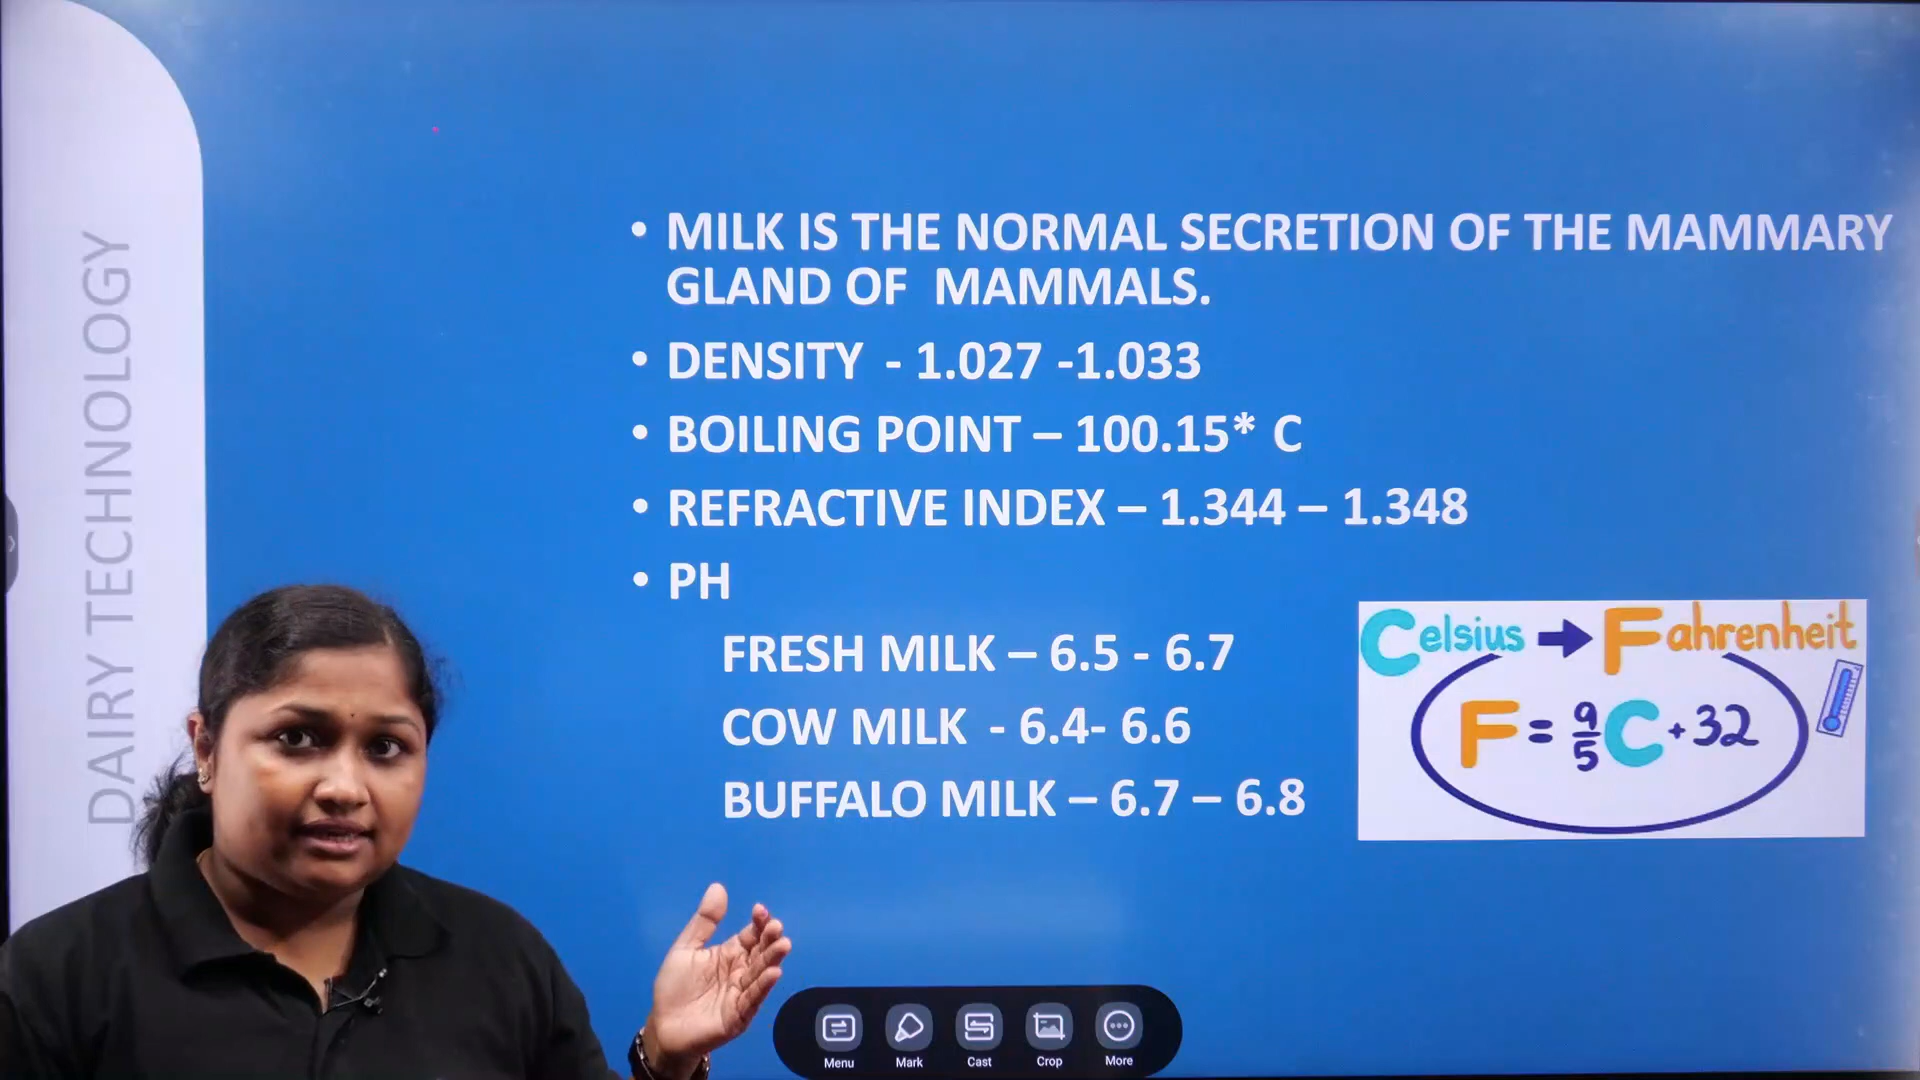 DAIRY TECHNOLOGY
• MILK IS THE NORMAL SECRETION OF THE MAMMARY
GLAND OF MAMMALS.
• DENSITY - 1.027 -1.033
• BOILING POINT – 100.15* C
• REFRACTIVE INDEX – 1.344 – 1.348
• PH
FRESH MILK – 6.5 - 6.7
COW MILK - 6.4- 6.6
BUFFALO MILK – 6.7 – 6.8
Celsius → Fahrenheit
F = 9/5 C + 32
Menu Mark Cast Crop More